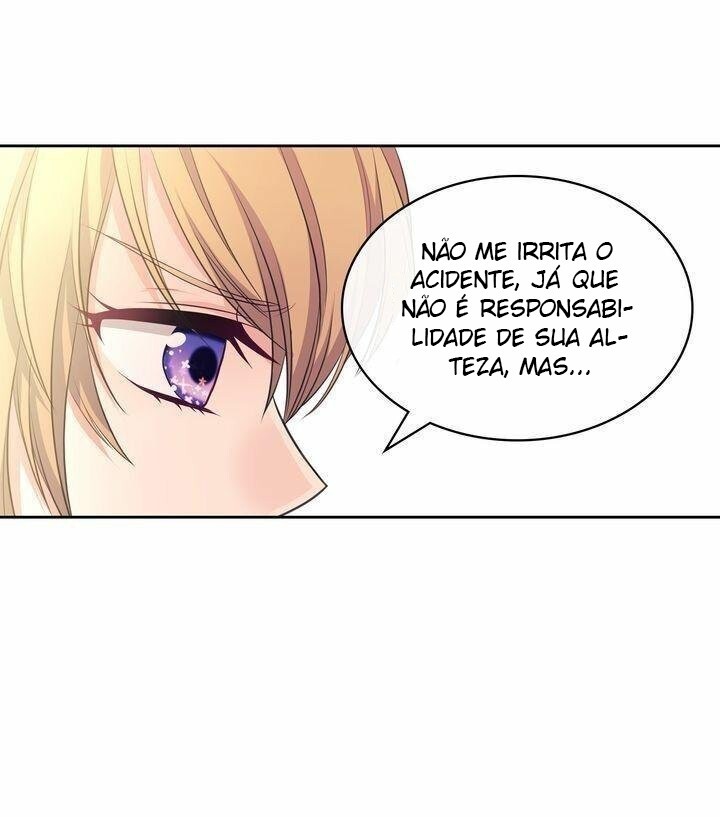 NÃO ME IRRITA O
ACIDENTE, JÁ QUE
NÃO É RESPONSABI-
LIDADE DE SUA AL-
TEZA, MAS...